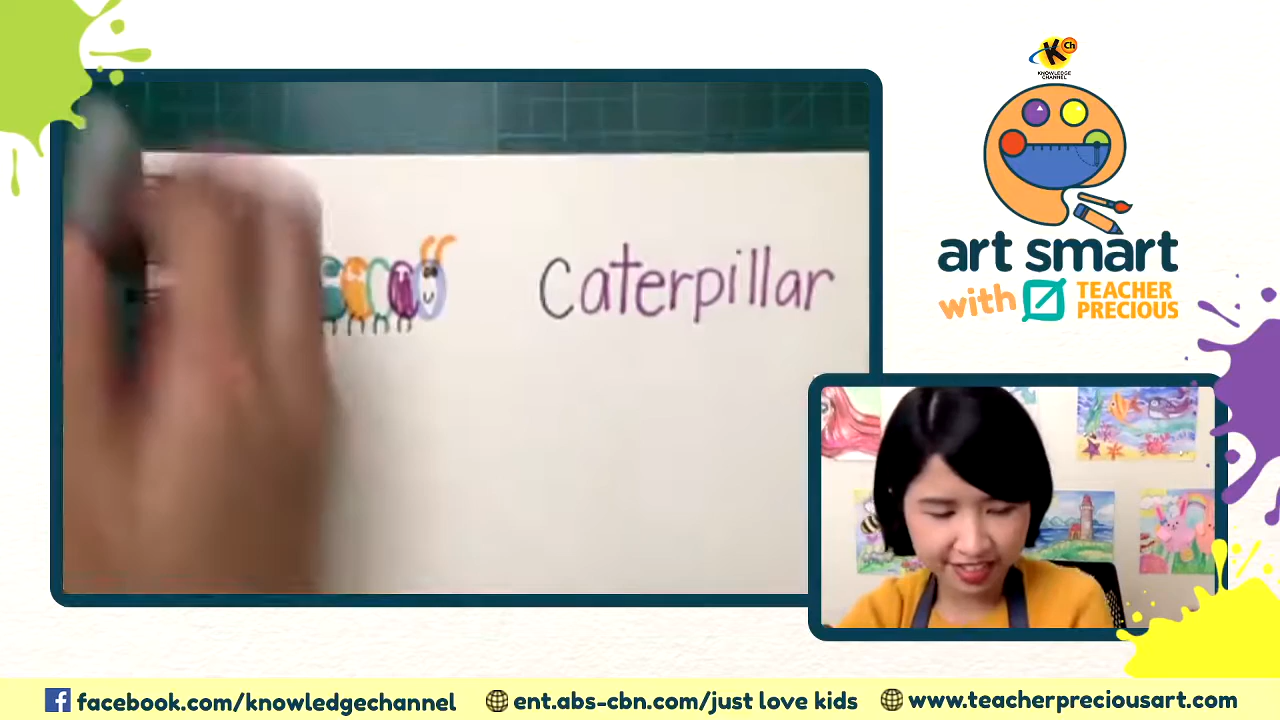 K Ch
KNOWLEDGE
CHANNEL
art smart
with TEACHER
PRECIOUS
Caterpillar
facebook.com/knowledgechannel
ent.abs-cbn.com/just love kids
www.teacherpreciousart.com